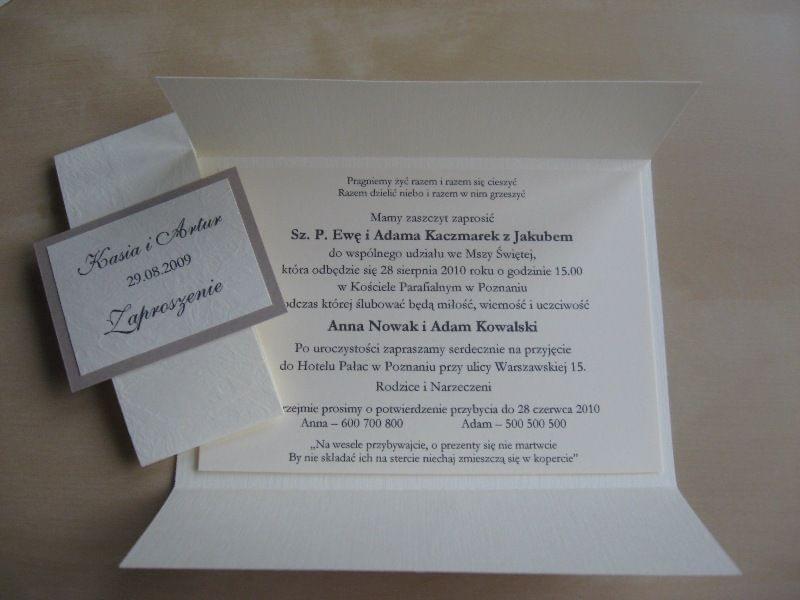 Kasia i Artur
29.08.2009
Zaproszenie
Pragniemy żyć razem i razem się cieszyć
Razem dzielić niebo i razem w nim grzeszyć
Mamy zaszczyt zaprosić
Sz. P. Ewę i Adama Kaczmarek z Jakubem
do wspólnego udziału we Mszy Świętej,
która odbędzie się 28 sierpnia 2010 roku o godzinie 15.00
w Kościele Parafialnym w Poznaniu
odczas której ślubować będą miłość, wierność i uczciwość
Anna Nowak i Adam Kowalski
Po uroczystości zapraszamy serdecznie na przyjęcie
do Hotelu Pałac w Poznaniu przy ulicy Warszawskiej 15.
Rodzice i Narzeczeni
rzejmie prosimy o potwierdzenie przybycia do 28 czerwca 2010
Anna – 600 700 800 Adam – 500 500 500
„Na wesele przybywajcie, o prezenty się nie martwcie
By nie składać ich na stercie niechaj zmieszczą się w kopercie”